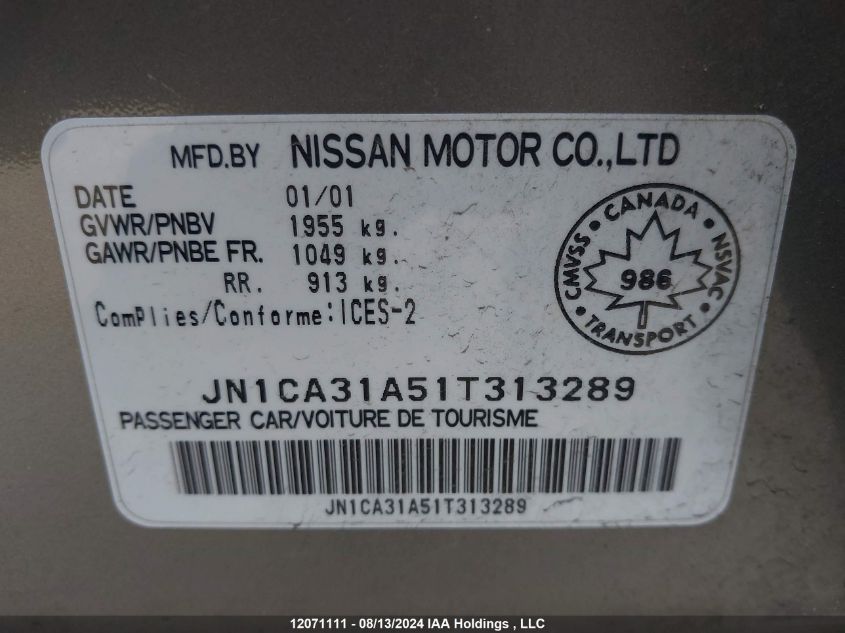 MFD.BY NISSAN MOTOR CO.,LTD
DATE 01/01
GVWR/PNBV 1955 kg.
GAWR/PNBE FR. 1049 kg.
RR. 913 kg.
ComPlies/Conforme:ICES-2
CANADA
CMVSS
NSVAC
986
TRANSPORT
JN1CA31A51T313289
PASSENGER CAR/VOITURE DE TOURISME
JN1CA31A51T313289
12071111 - 08/13/2024 IAA Holdings , LLC